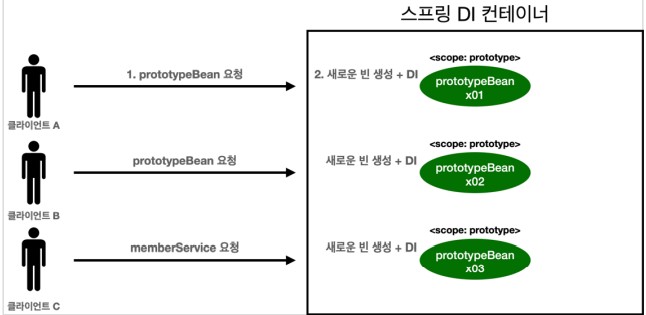 스프링 DI 컨테이너
<scope: prototype>
1. prototypeBean 요청
2. 새로운 빈 생성 + DI
prototypeBean
x01
클라이언트 A
<scope: prototype>
prototypeBean 요청
새로운 빈 생성 + DI
prototypeBean
x02
클라이언트 B
<scope: prototype>
memberService 요청
새로운 빈 생성 + DI
prototypeBean
x03
클라이언트 C